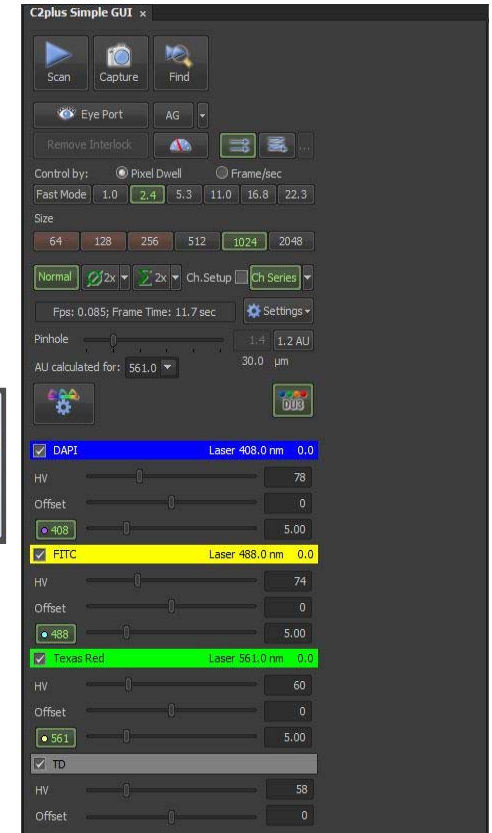 C2plus Simple GUI ×
Scan Capture Find
Eye Port AG
Remove Interlock ...
Control by: Pixel Dwell Frame/sec
Fast Mode 1.0 2.4 5.3 11.0 16.8 22.3
Size
64 128 256 512 1024 2048
Normal 2x Σ 2x Ch.Setup Ch Series
Fps: 0.085; Frame Time: 11.7 sec Settings
Pinhole 1.4 1.2 AU
AU calculated for: 561.0 30.0 µm
DU3
DAPI Laser 408.0 nm 0.0
HV 78
Offset 0
408 5.00
FITC Laser 488.0 nm 0.0
HV 74
Offset 0
488 5.00
Texas Red Laser 561.0 nm 0.0
HV 60
Offset 0
561 5.00
TD
HV 58
Offset 0